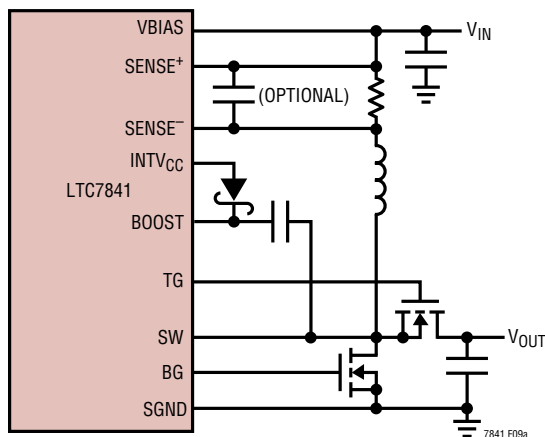 VBIAS
V_IN
SENSE+
(OPTIONAL)
SENSE−
INTV_CC
LTC7841
BOOST
TG
SW
V_OUT
BG
SGND
7841 F09a